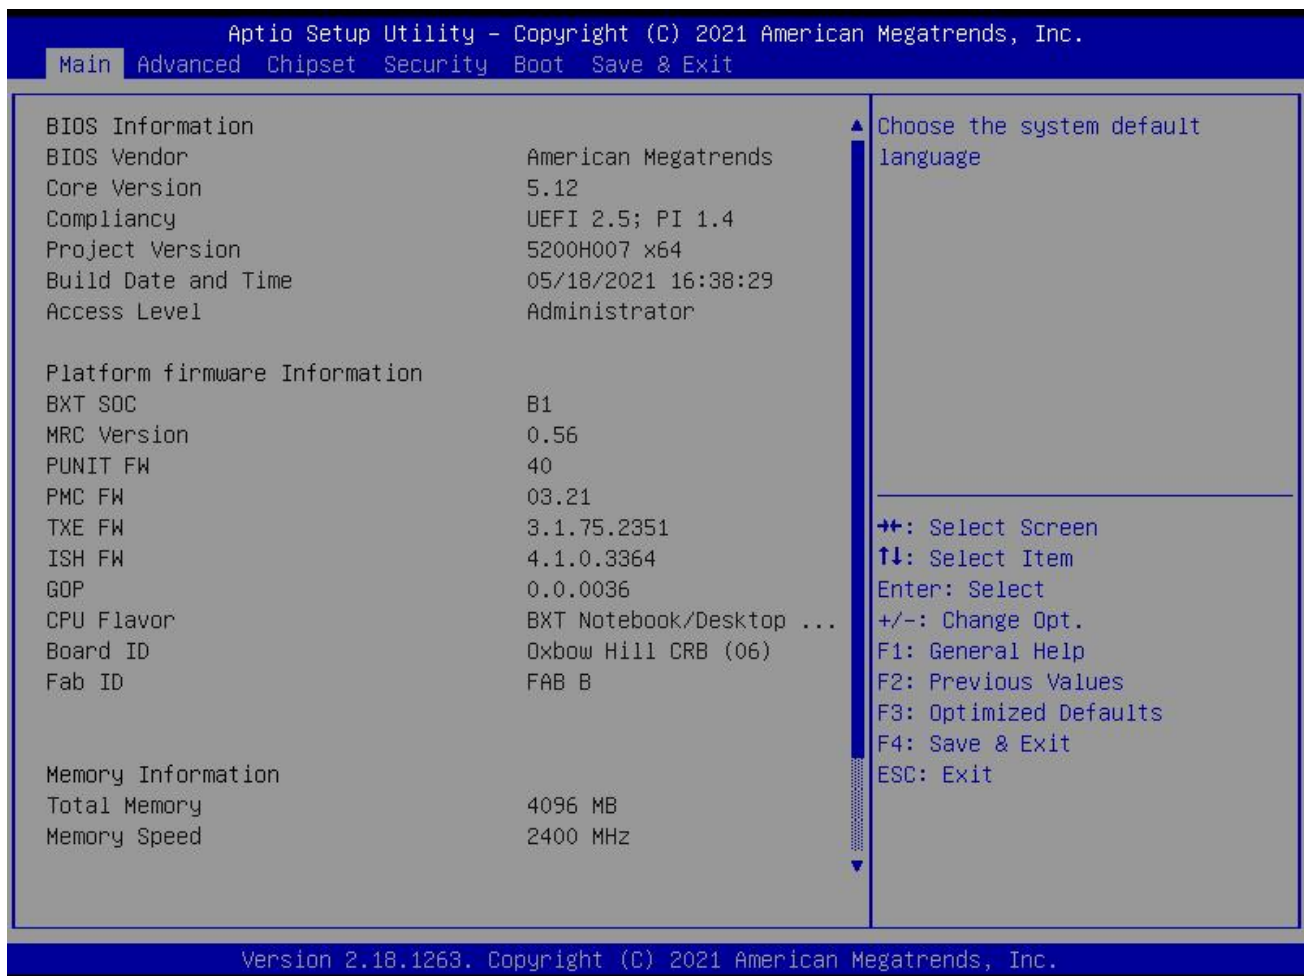 Aptio Setup Utility – Copyright (C) 2021 American Megatrends, Inc.
Main Advanced Chipset Security Boot Save & Exit
BIOS Information
BIOS Vendor American Megatrends
Core Version 5.12
Compliancy UEFI 2.5; PI 1.4
Project Version 5200H007 x64
Build Date and Time 05/18/2021 16:38:29
Access Level Administrator
Platform firmware Information
BXT SOC B1
MRC Version 0.56
PUNIT FW 40
PMC FW 03.21
TXE FW 3.1.75.2351
ISH FW 4.1.0.3364
GOP 0.0.0036
CPU Flavor BXT Notebook/Desktop ...
Board ID Oxbow Hill CRB (06)
Fab ID FAB B
Memory Information
Total Memory 4096 MB
Memory Speed 2400 MHz
Choose the system default
language
→←: Select Screen
↑↓: Select Item
Enter: Select
+/-: Change Opt.
F1: General Help
F2: Previous Values
F3: Optimized Defaults
F4: Save & Exit
ESC: Exit
Version 2.18.1263. Copyright (C) 2021 American Megatrends, Inc.